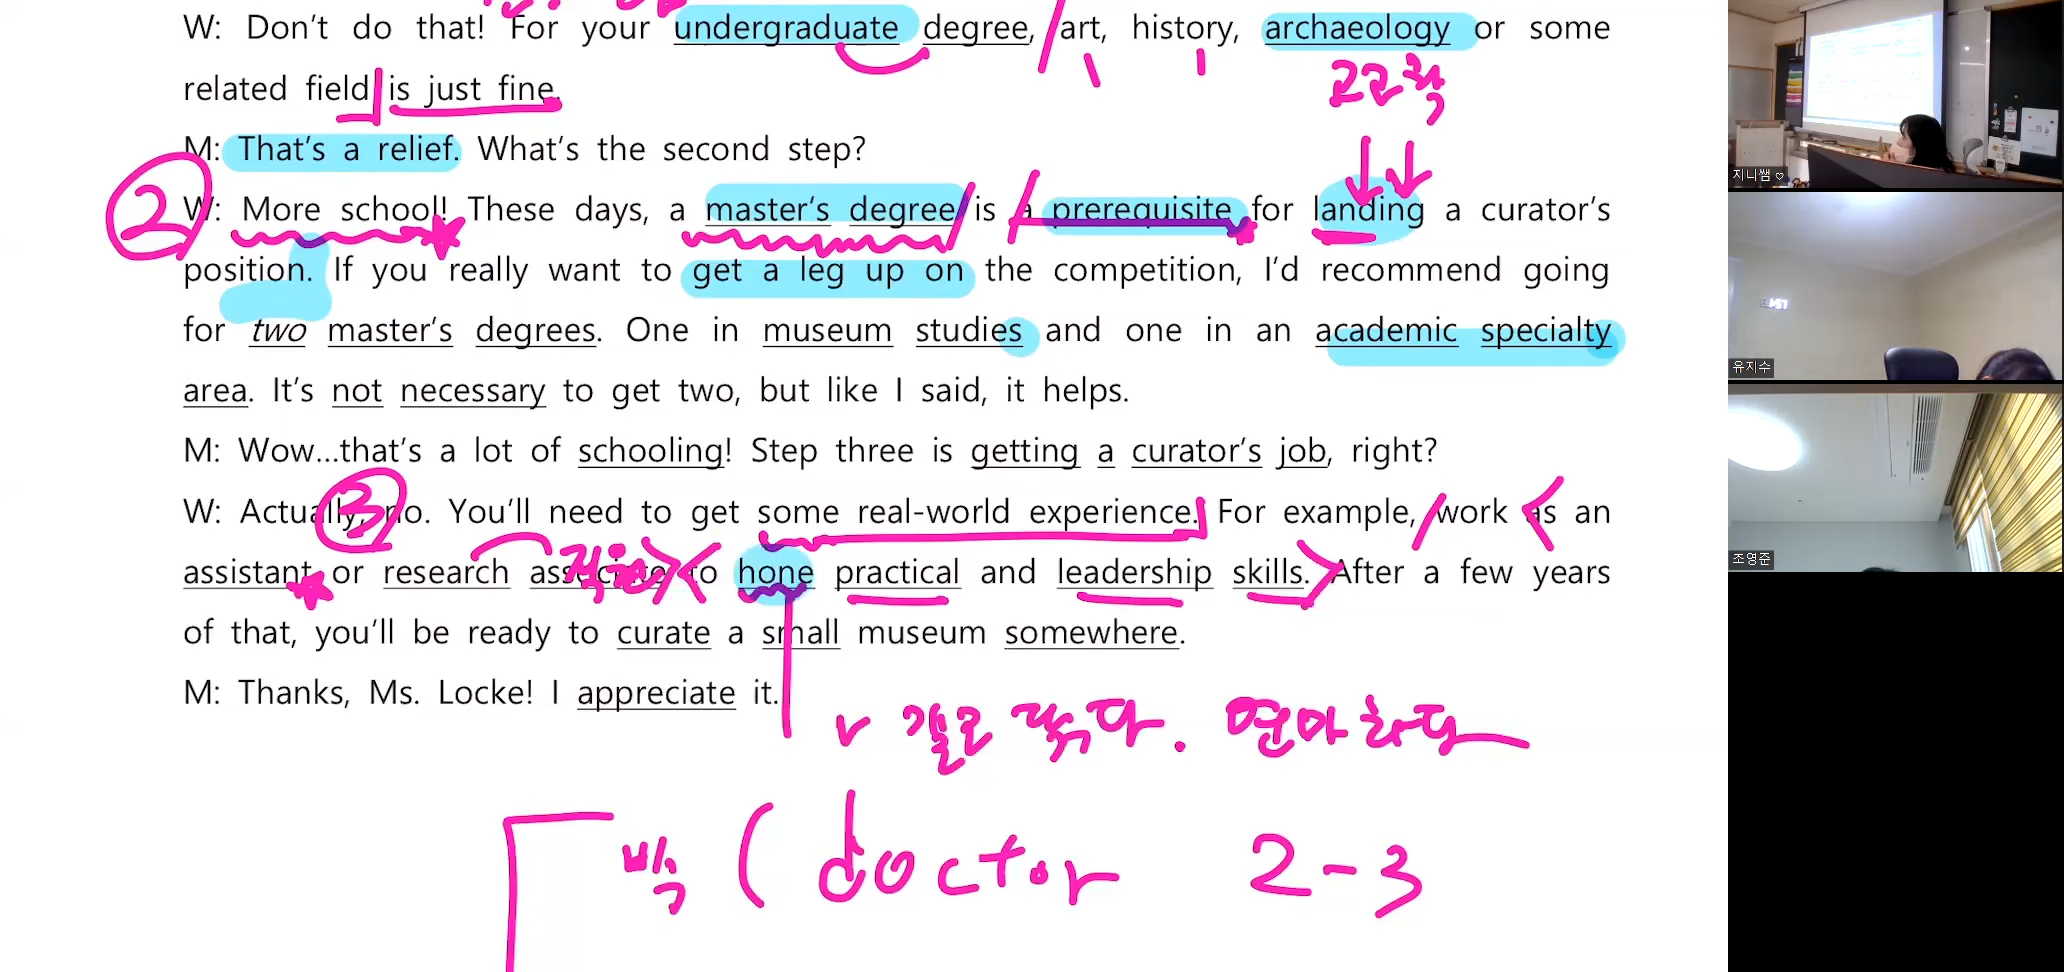 W: Don't do that! For your undergraduate degree, art, history, archaeology or some
related field is just fine.
고고학
M: That's a relief. What's the second step?
2
W: More school! These days, a master's degree is a prerequisite for landing a curator's
position. If you really want to get a leg up on the competition, I'd recommend going
for two master's degrees. One in museum studies and one in an academic specialty
area. It's not necessary to get two, but like I said, it helps.
M: Wow...that's a lot of schooling! Step three is getting a curator's job, right?
3
W: Actually, no. You'll need to get some real-world experience. For example, work as an
assistant or research associate to hone practical and leadership skills. After a few years
직원
of that, you'll be ready to curate a small museum somewhere.
M: Thanks, Ms. Locke! I appreciate it.
갈고 닦다. 연마하다
박 ( doctor 2-3
지니쌤 ♡
유지수
조영준